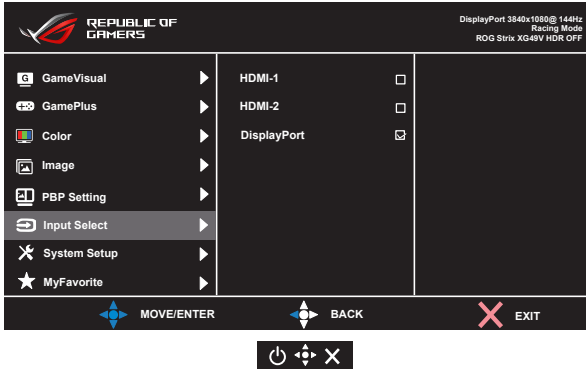 REPUBLIC OF
GAMERS
DisplayPort 3840x1080@ 144Hz
Racing Mode
ROG Strix XG49V HDR OFF
G GameVisual
GamePlus
Color
Image
PBP Setting
Input Select
System Setup
MyFavorite
HDMI-1
HDMI-2
DisplayPort
MOVE/ENTER
BACK
EXIT